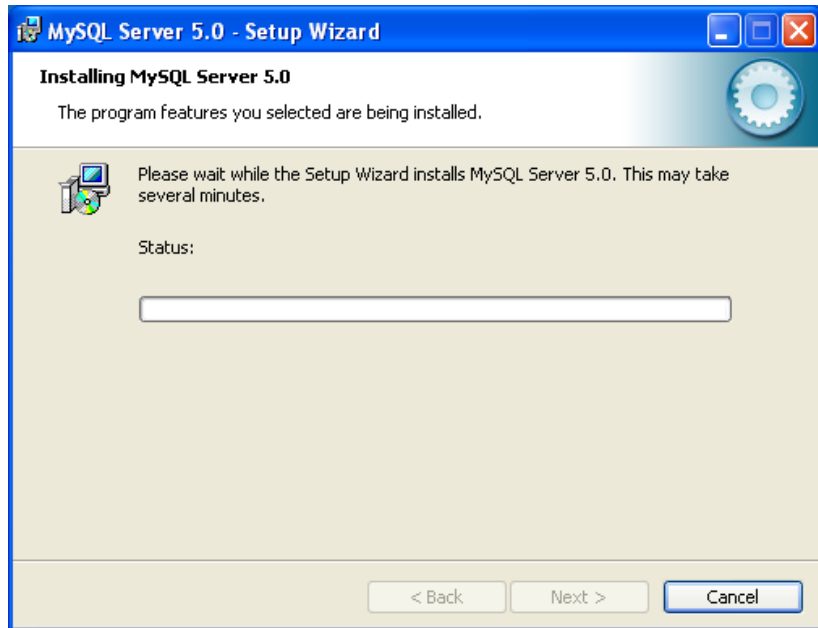 MySQL Server 5.0 - Setup Wizard
Installing MySQL Server 5.0
The program features you selected are being installed.
Please wait while the Setup Wizard installs MySQL Server 5.0. This may take
several minutes.
Status:
< Back
Next >
Cancel